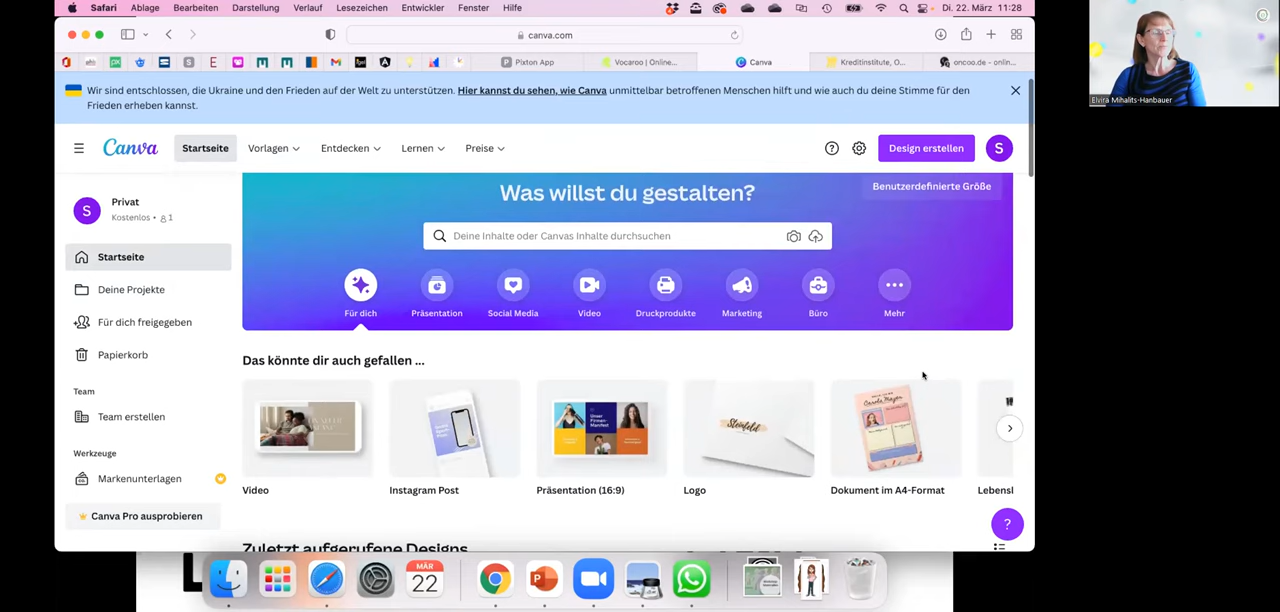 Safari Ablage Bearbeiten Darstellung Verlauf Lesezeichen Entwickler Fenster Hilfe Di. 22. März 11:28
canva.com
Pixton App Vocaroo | Online... Canva Kreditinstitute, O... oncoo.de - onlin...
Wir sind entschlossen, die Ukraine und den Frieden auf der Welt zu unterstützen. Hier kannst du sehen, wie Canva unmittelbar betroffenen Menschen hilft und wie auch du deine Stimme für den
Frieden erheben kannst.
Canva Startseite Vorlagen Entdecken Lernen Preise Design erstellen S
S Privat
Kostenlos • 1
Startseite
Deine Projekte
Für dich freigegeben
Papierkorb
Team
Team erstellen
Werkzeuge
Markenunterlagen
Canva Pro ausprobieren
Was willst du gestalten?
Benutzerdefinierte Größe
Deine Inhalte oder Canvas Inhalte durchsuchen
Für dich Präsentation Social Media Video Druckprodukte Marketing Büro Mehr
Das könnte dir auch gefallen ...
Unser
Firmen-
Manifest
Steinfeld
Video Instagram Post Präsentation (16:9) Logo Dokument im A4-Format Lebensl
?
Zuletzt aufgerufene Designs
MÄR
22
Elvira Mihalits-Hanbauer